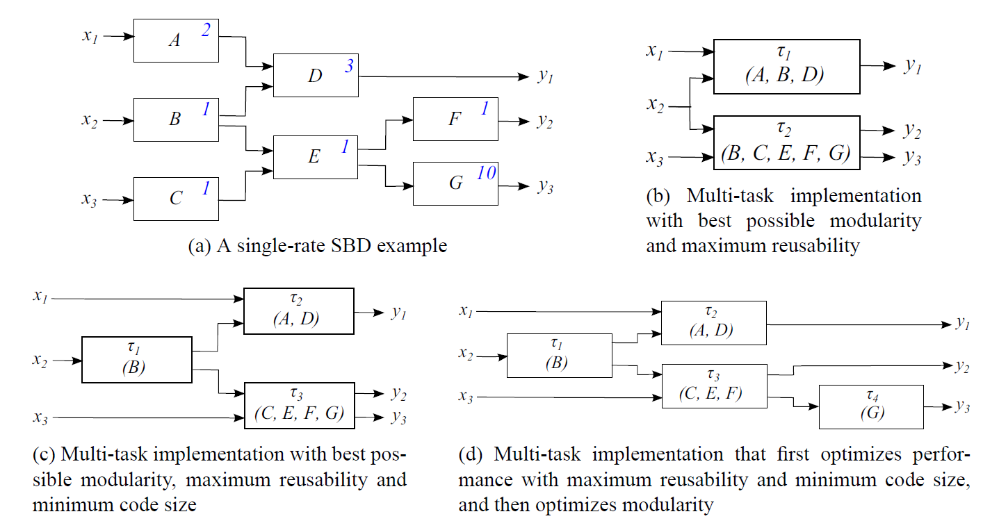 x1
A
2
x2
B
1
x3
C
1
D
3
E
1
F
1
G
10
y1
y2
y3
(a) A single-rate SBD example
x1
x2
x3
τ1
(A, B, D)
τ2
(B, C, E, F, G)
y1
y2
y3
(b) Multi-task implementation
with best possible modularity
and maximum reusability
x1
x2
x3
τ1
(B)
τ2
(A, D)
τ3
(C, E, F, G)
y1
y2
y3
(c) Multi-task implementation with best pos-
sible modularity, maximum reusability and
minimum code size
x1
x2
x3
τ1
(B)
τ2
(A, D)
τ3
(C, E, F)
τ4
(G)
y1
y2
y3
(d) Multi-task implementation that first optimizes perfor-
mance with maximum reusability and minimum code size,
and then optimizes modularity